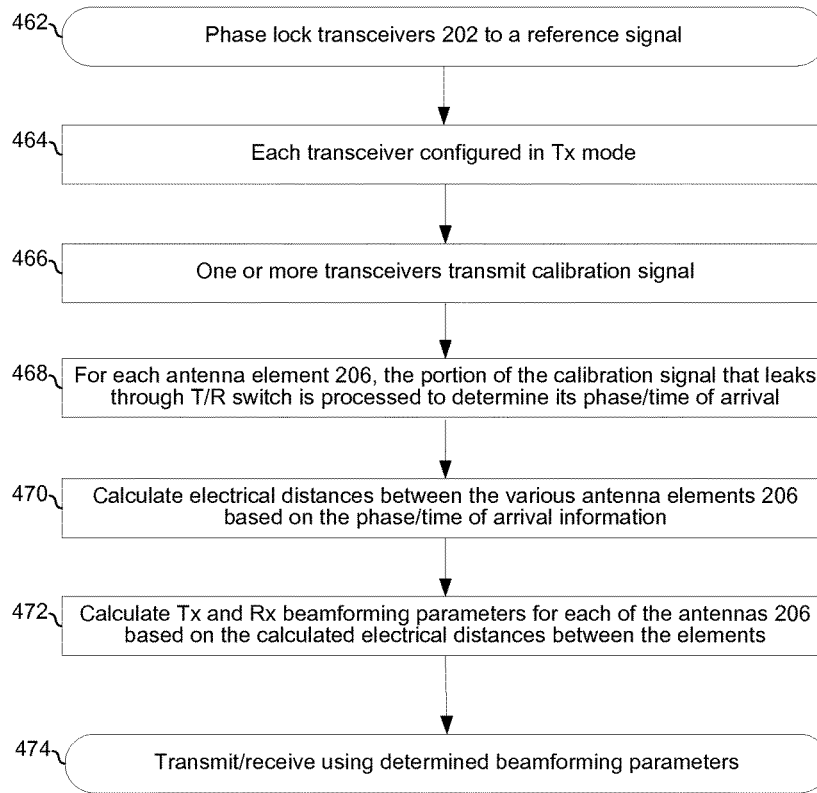 462
Phase lock transceivers 202 to a reference signal
464
Each transceiver configured in Tx mode
466
One or more transceivers transmit calibration signal
468
For each antenna element 206, the portion of the calibration signal that leaks
through T/R switch is processed to determine its phase/time of arrival
470
Calculate electrical distances between the various antenna elements 206
based on the phase/time of arrival information
472
Calculate Tx and Rx beamforming parameters for each of the antennas 206
based on the calculated electrical distances between the elements
474
Transmit/receive using determined beamforming parameters